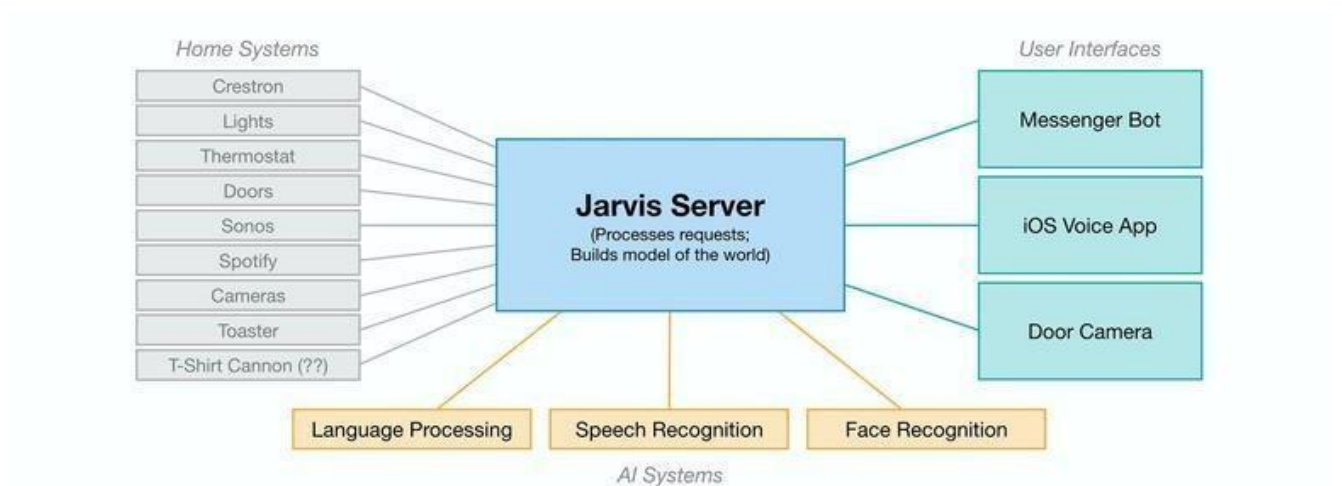 Home Systems
Crestron
Lights
Thermostat
Doors
Sonos
Spotify
Cameras
Toaster
T-Shirt Cannon (??)
Jarvis Server
(Processes requests;
Builds model of the world)
User Interfaces
Messenger Bot
iOS Voice App
Door Camera
Language Processing
Speech Recognition
Face Recognition
AI Systems